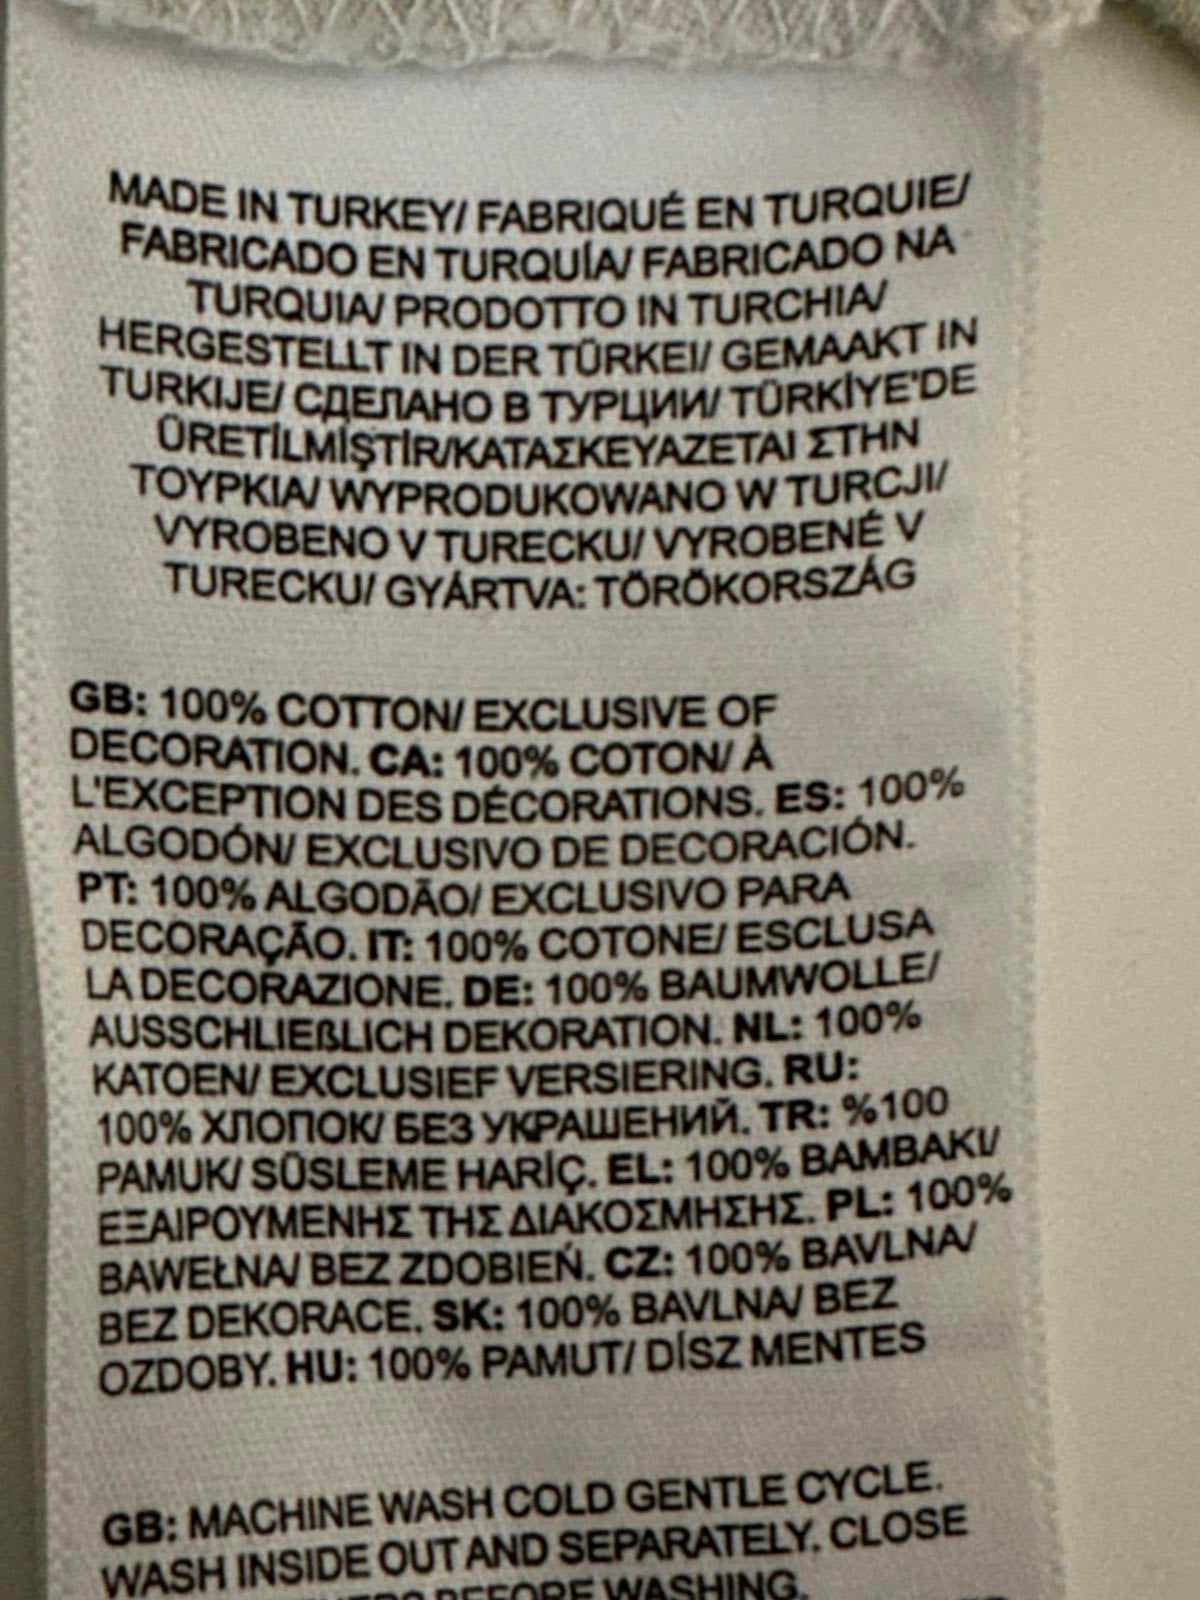 MADE IN TURKEY/ FABRIQUÉ EN TURQUIE/
FABRICADO EN TURQUÍA/ FABRICADO NA
TURQUIA/ PRODOTTO IN TURCHIA/
HERGESTELLT IN DER TÜRKEI/ GEMAAKT IN
TURKIJE/ СДЕЛАНО В ТУРЦИИ/ TÜRKİYE'DE
ÜRETİLMİŞTİR/ΚΑΤΑΣΚΕΥΑΖΕΤΑΙ ΣΤΗΝ
ΤΟΥΡΚΙΑ/ WYPRODUKOWANO W TURCJI/
VYROBENO V TURECKU/ VYROBENÉ V
TURECKU/ GYÁRTVA: TÖRÖKORSZÁG
GB: 100% COTTON/ EXCLUSIVE OF
DECORATION. CA: 100% COTON/ À
L'EXCEPTION DES DÉCORATIONS. ES: 100%
ALGODÓN/ EXCLUSIVO DE DECORACIÓN.
PT: 100% ALGODÃO/ EXCLUSIVO PARA
DECORAÇÃO. IT: 100% COTONE/ ESCLUSA
LA DECORAZIONE. DE: 100% BAUMWOLLE/
AUSSCHLIEßLICH DEKORATION. NL: 100%
KATOEN/ EXCLUSIEF VERSIERING. RU:
100% ХЛОПОК/ БЕЗ УКРАШЕНИЙ. TR: %100
PAMUK/ SÜSLEME HARİÇ. EL: 100% ΒΑΜΒΑΚΙ/
ΕΞΑΙΡΟΥΜΕΝΗΣ ΤΗΣ ΔΙΑΚΟΣΜΗΣΗΣ. PL: 100%
BAWEŁNA/ BEZ ZDOBIEŃ. CZ: 100% BAVLNA/
BEZ DEKORACE. SK: 100% BAVLNA/ BEZ
OZDOBY. HU: 100% PAMUT/ DÍSZ MENTES
GB: MACHINE WASH COLD GENTLE CYCLE.
WASH INSIDE OUT AND SEPARATELY. CLOSE
BEFORE WASHING.